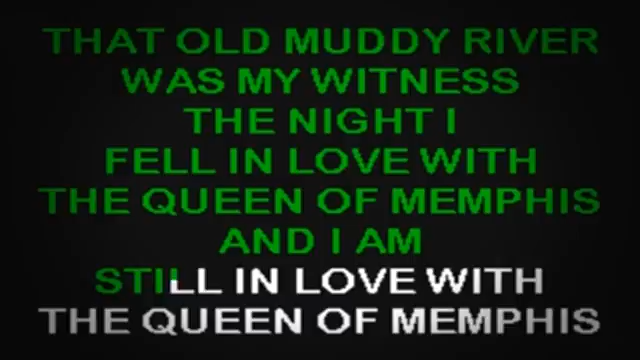 THAT OLD MUDDY RIVER
WAS MY WITNESS
THE NIGHT I
FELL IN LOVE WITH
THE QUEEN OF MEMPHIS
AND I AM
STILL IN LOVE WITH
THE QUEEN OF MEMPHIS